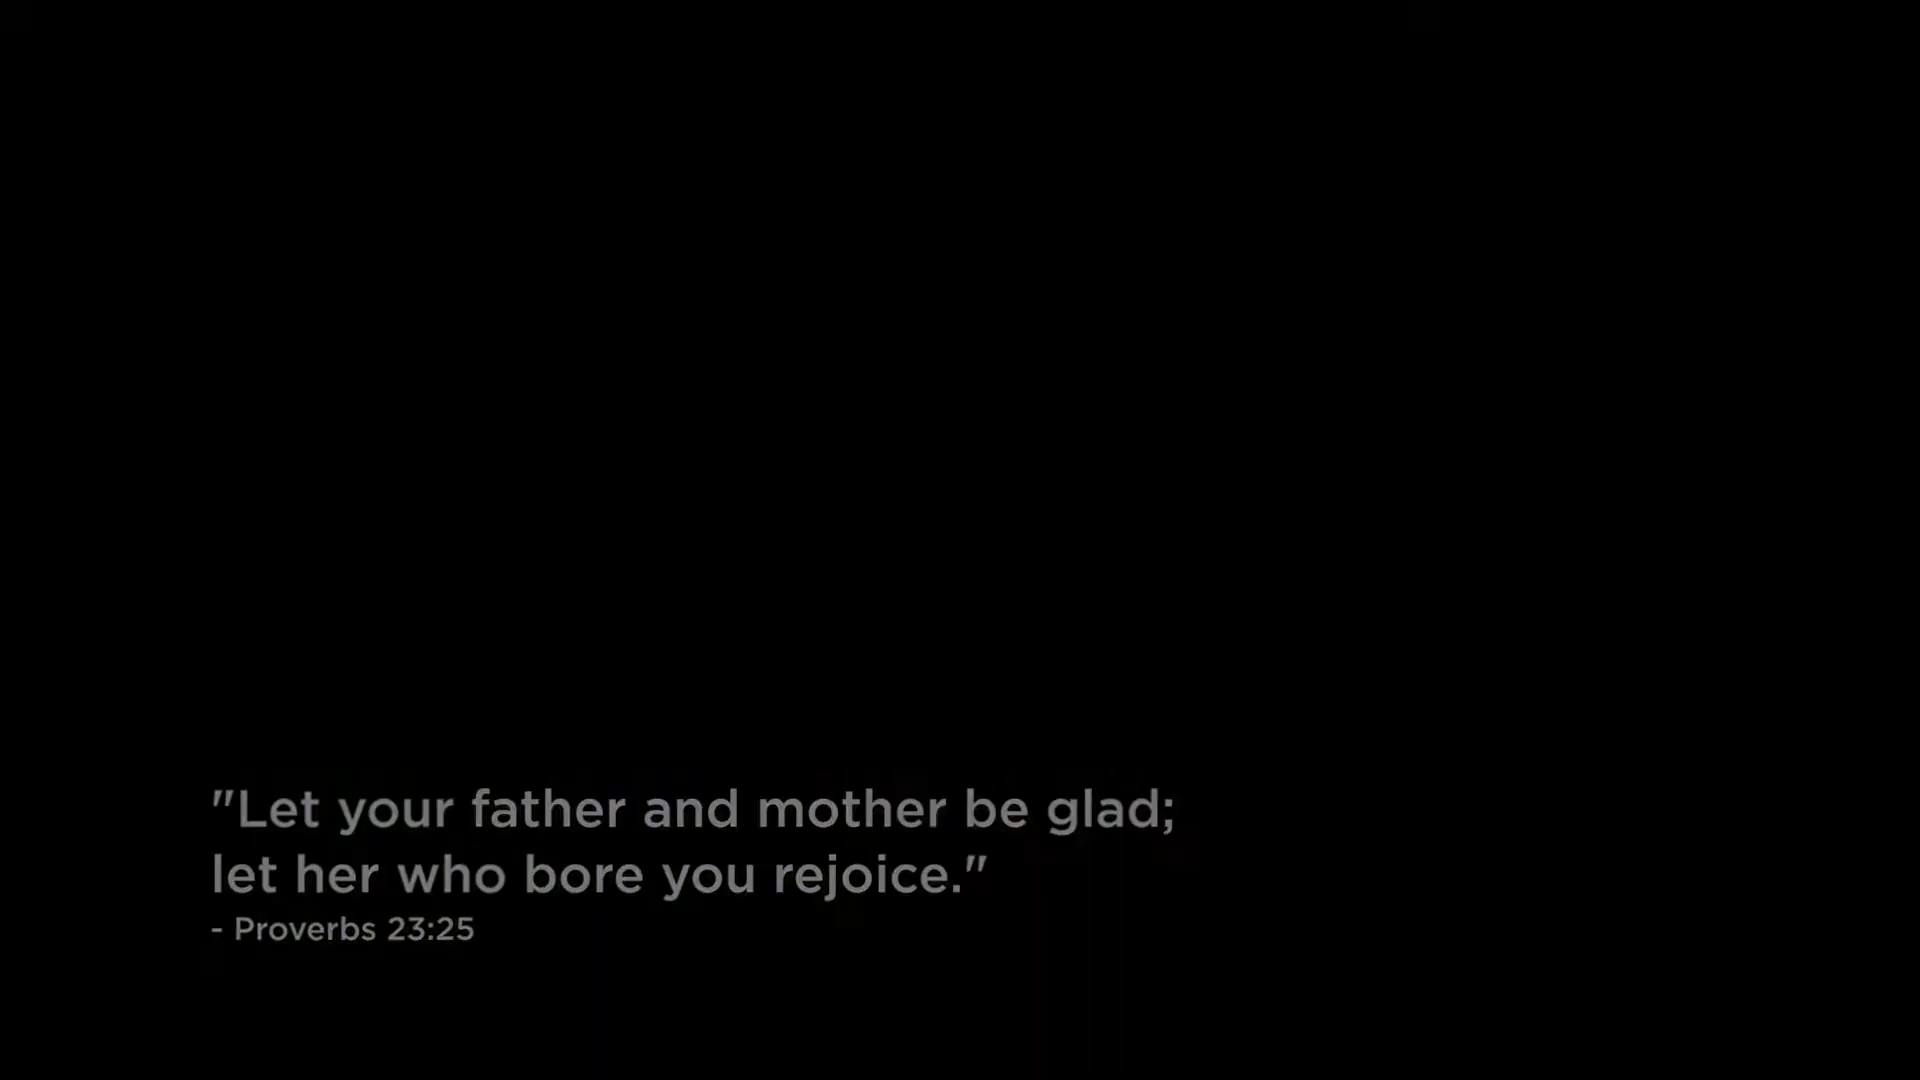 "Let your father and mother be glad;
let her who bore you rejoice."
- Proverbs 23:25